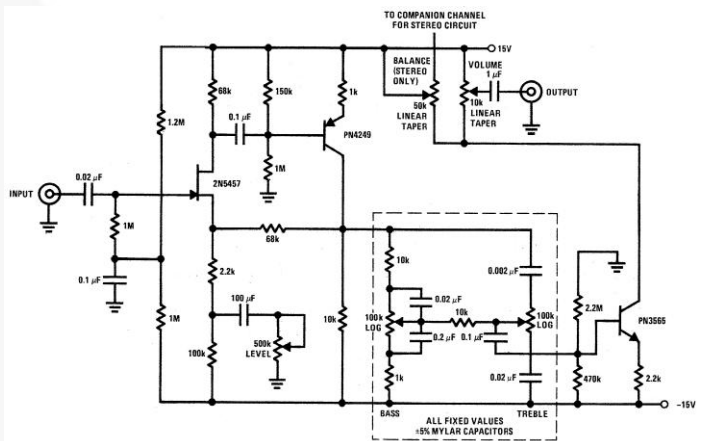 TO COMPANION CHANNEL
FOR STEREO CIRCUIT
15V
BALANCE
(STEREO
ONLY)
VOLUME
1 μF
50k
LINEAR
TAPER
10k
LINEAR
TAPER
OUTPUT
68k
150k
1k
1.2M
0.1 μF
PN4249
1M
INPUT
0.02 μF
2N5457
1M
0.1 μF
68k
2.2k
100 μF
1M
100k
500k
LEVEL
10k
10k
0.002 μF
0.02 μF
100k
LOG
10k
100k
LOG
0.2 μF
0.1 μF
1k
0.02 μF
2.2M
PN3565
470k
2.2k
-15V
BASS
TREBLE
ALL FIXED VALUES
±5% MYLAR CAPACITORS